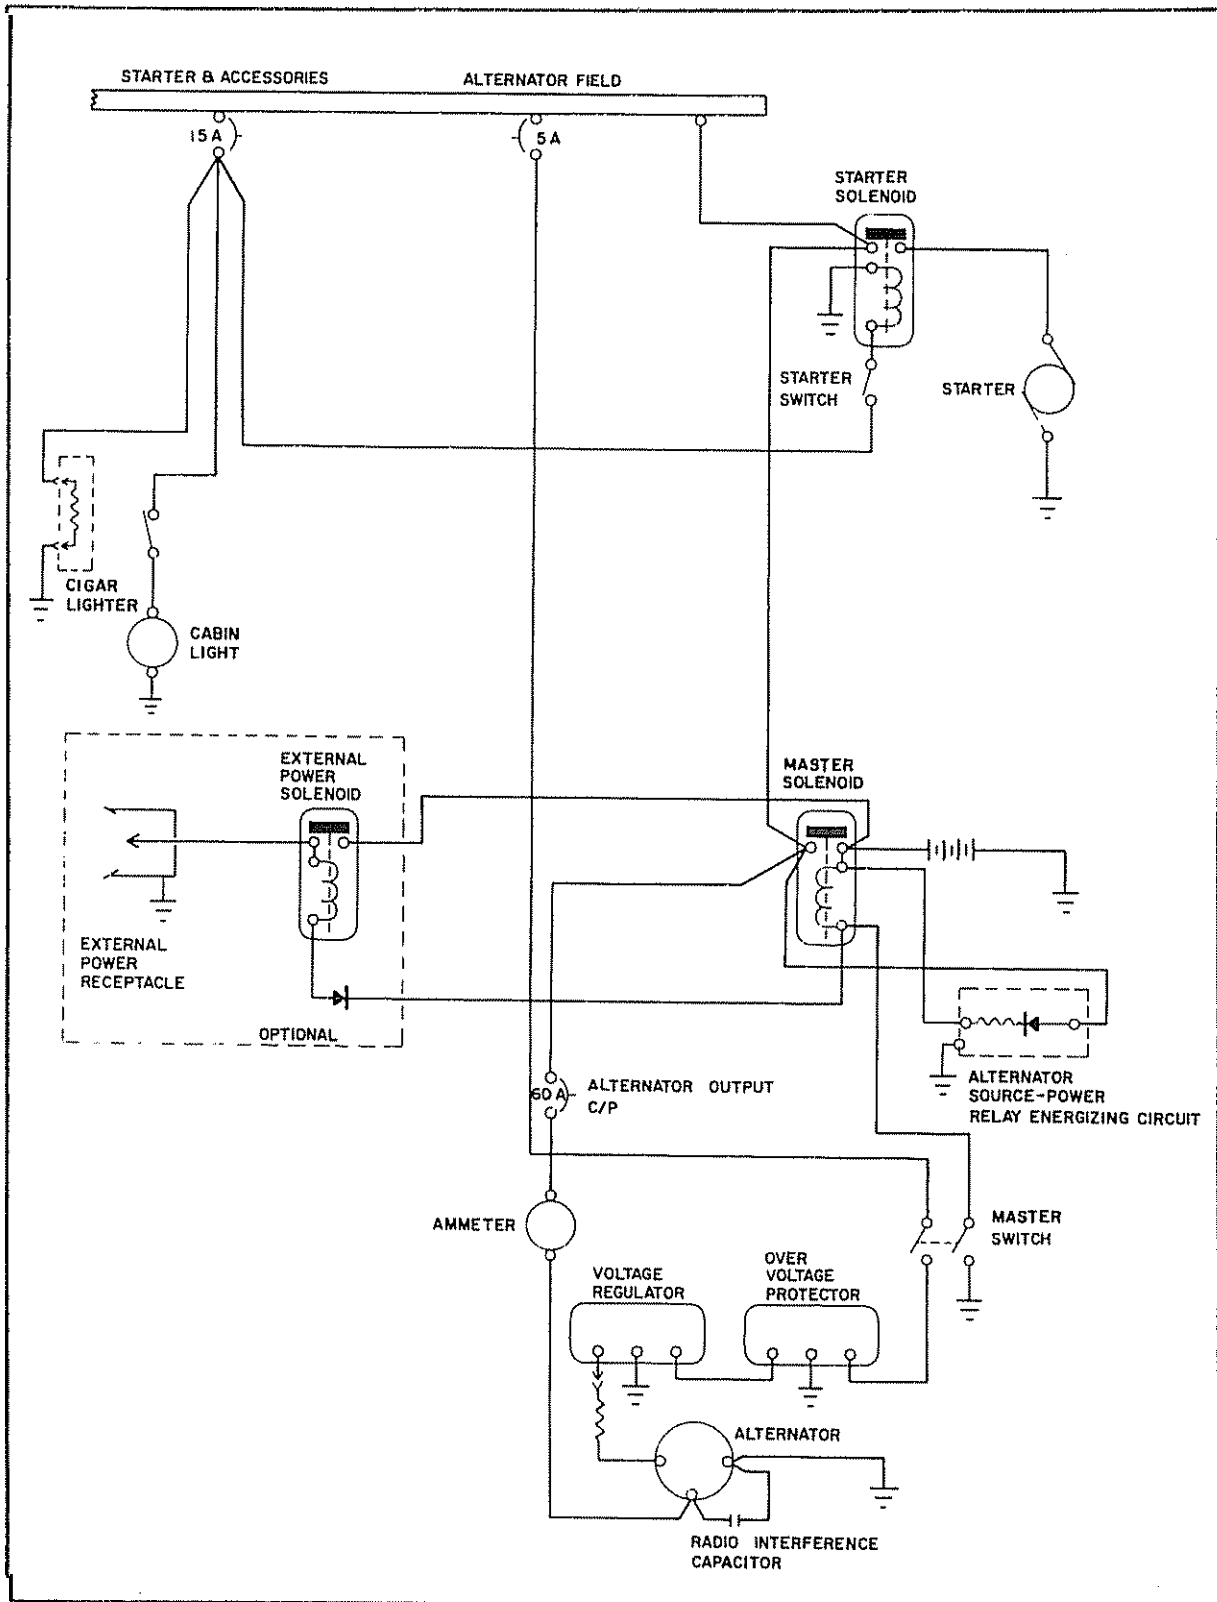 STARTER & ACCESSORIES
ALTERNATOR FIELD
15A
5A
STARTER
SOLENOID
STARTER
SWITCH
STARTER
CIGAR
LIGHTER
CABIN
LIGHT
EXTERNAL
POWER
SOLENOID
MASTER
SOLENOID
EXTERNAL
POWER
RECEPTACLE
OPTIONAL
60A
ALTERNATOR OUTPUT
C/P
ALTERNATOR
SOURCE-POWER
RELAY ENERGIZING CIRCUIT
AMMETER
MASTER
SWITCH
VOLTAGE
REGULATOR
OVER
VOLTAGE
PROTECTOR
ALTERNATOR
RADIO INTERFERENCE
CAPACITOR